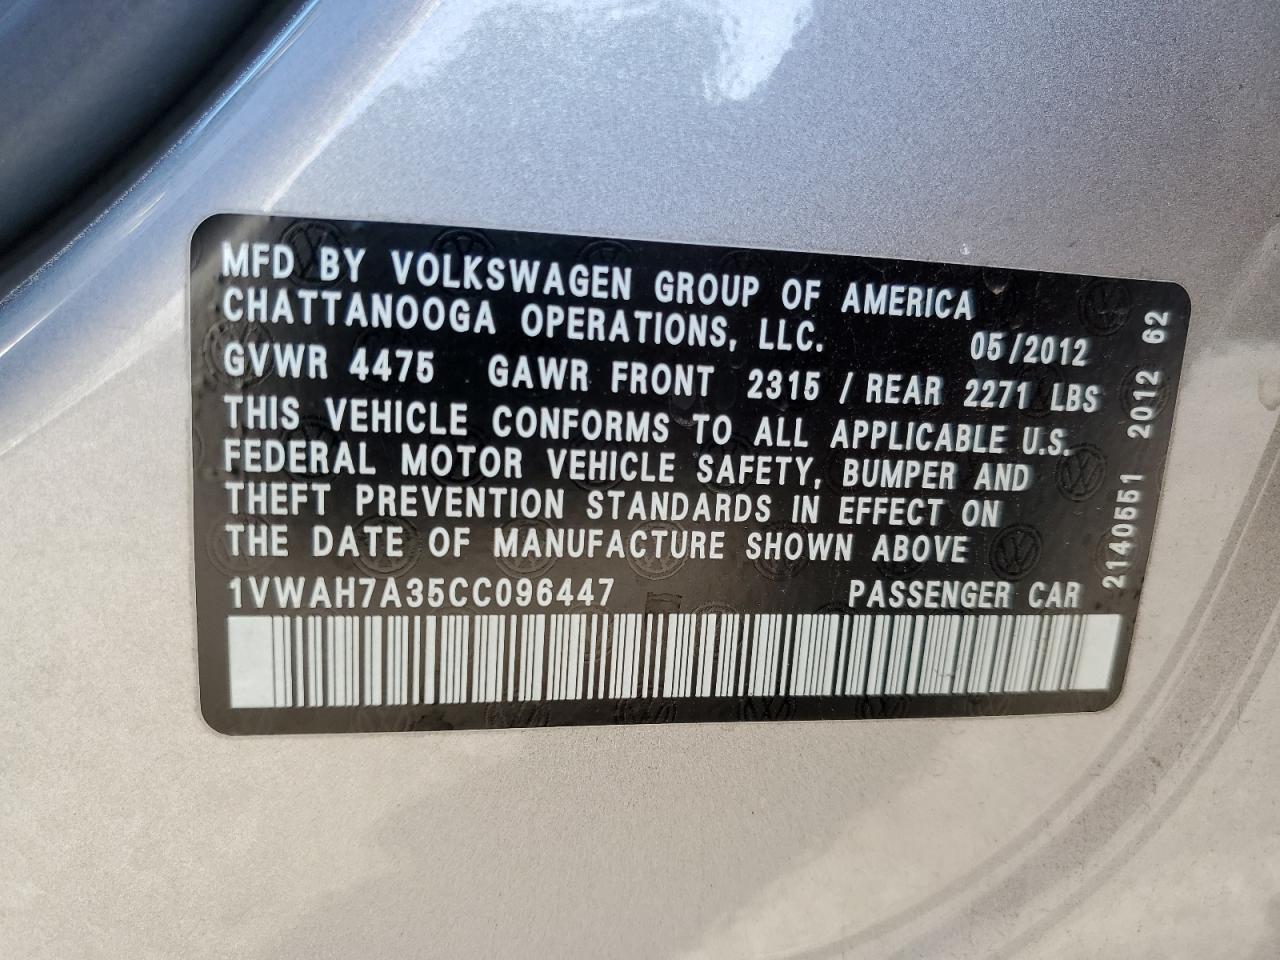 MFD BY VOLKSWAGEN GROUP OF AMERICA
CHATTANOOGA OPERATIONS, LLC. 05/2012
GVWR 4475 GAWR FRONT 2315 / REAR 2271 LBS
THIS VEHICLE CONFORMS TO ALL APPLICABLE U.S.
FEDERAL MOTOR VEHICLE SAFETY, BUMPER AND
THEFT PREVENTION STANDARDS IN EFFECT ON
THE DATE OF MANUFACTURE SHOWN ABOVE
1VWAH7A35CC096447 PASSENGER CAR
2140551 2012 62